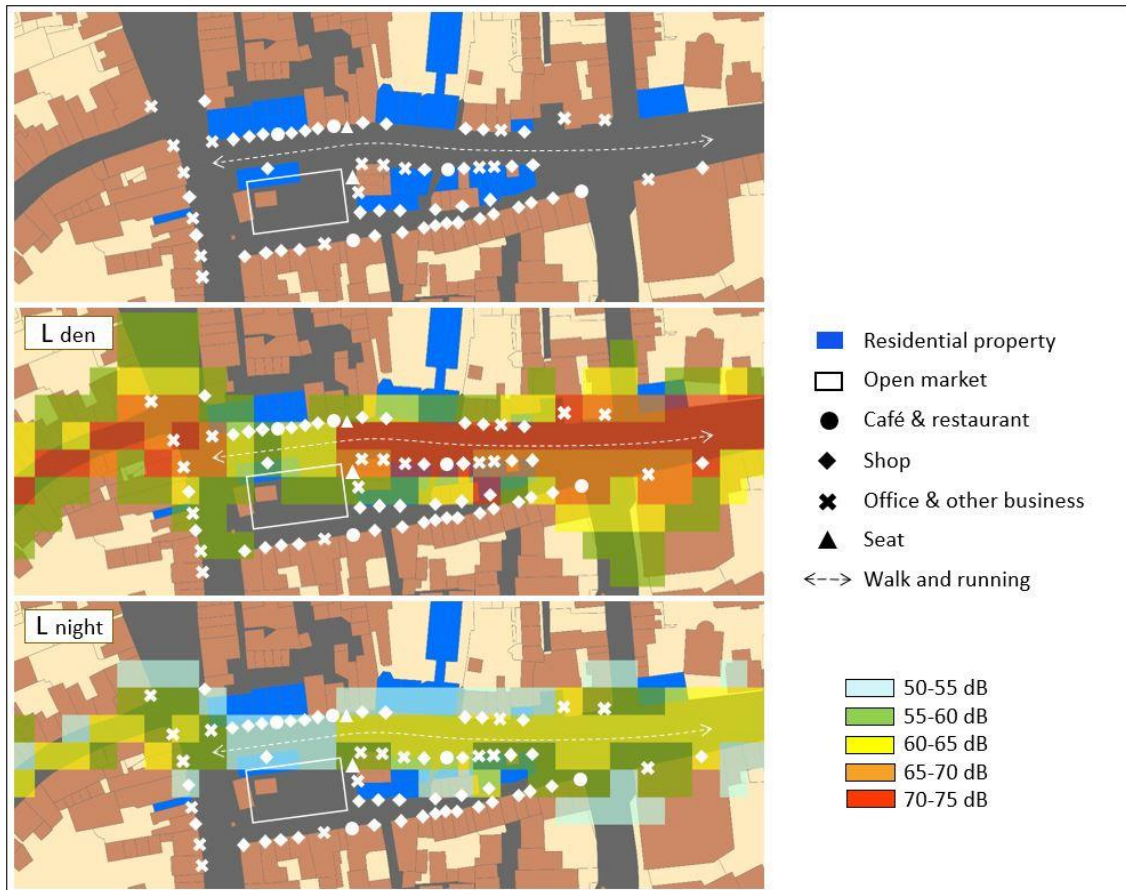 L den
L night
Residential property
Open market
Café & restaurant
Shop
Office & other business
Seat
Walk and running
50-55 dB
55-60 dB
60-65 dB
65-70 dB
70-75 dB